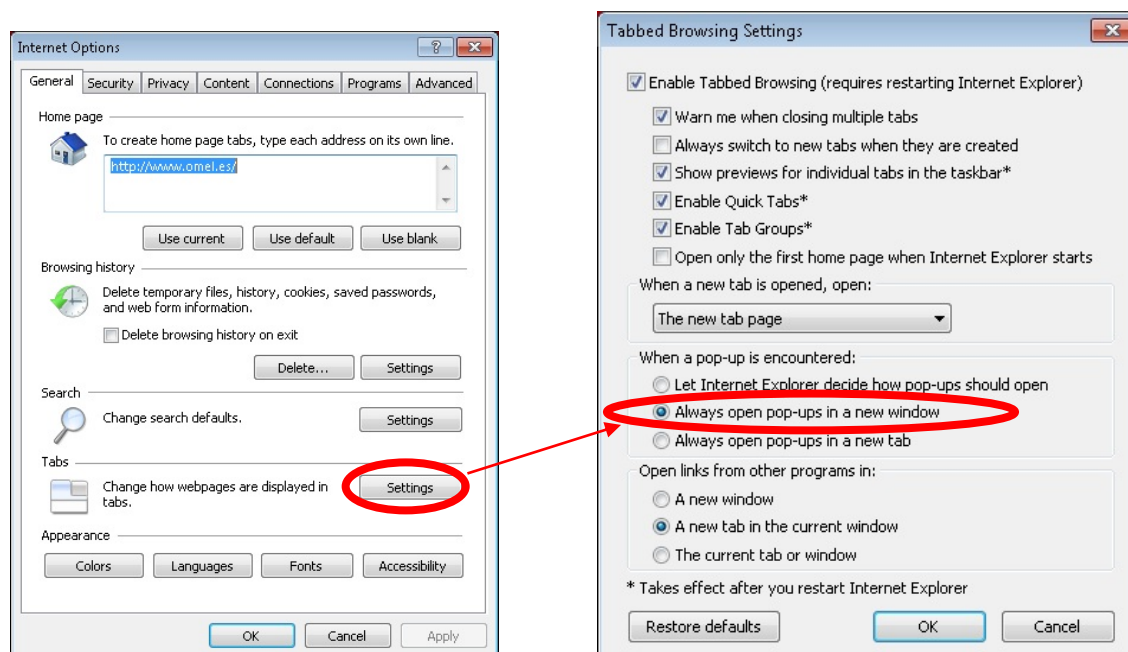 Internet Options
General Security Privacy Content Connections Programs Advanced
Home page
To create home page tabs, type each address on its own line.
http://www.omel.es/
Use current Use default Use blank
Browsing history
Delete temporary files, history, cookies, saved passwords,
and web form information.
Delete browsing history on exit
Delete... Settings
Search
Change search defaults. Settings
Tabs
Change how webpages are displayed in
tabs.
Settings
Appearance
Colors Languages Fonts Accessibility
OK Cancel Apply
Tabbed Browsing Settings
Enable Tabbed Browsing (requires restarting Internet Explorer)
Warn me when closing multiple tabs
Always switch to new tabs when they are created
Show previews for individual tabs in the taskbar*
Enable Quick Tabs*
Enable Tab Groups*
Open only the first home page when Internet Explorer starts
When a new tab is opened, open:
The new tab page
When a pop-up is encountered:
Let Internet Explorer decide how pop-ups should open
Always open pop-ups in a new window
Always open pop-ups in a new tab
Open links from other programs in:
A new window
A new tab in the current window
The current tab or window
* Takes effect after you restart Internet Explorer
Restore defaults OK Cancel